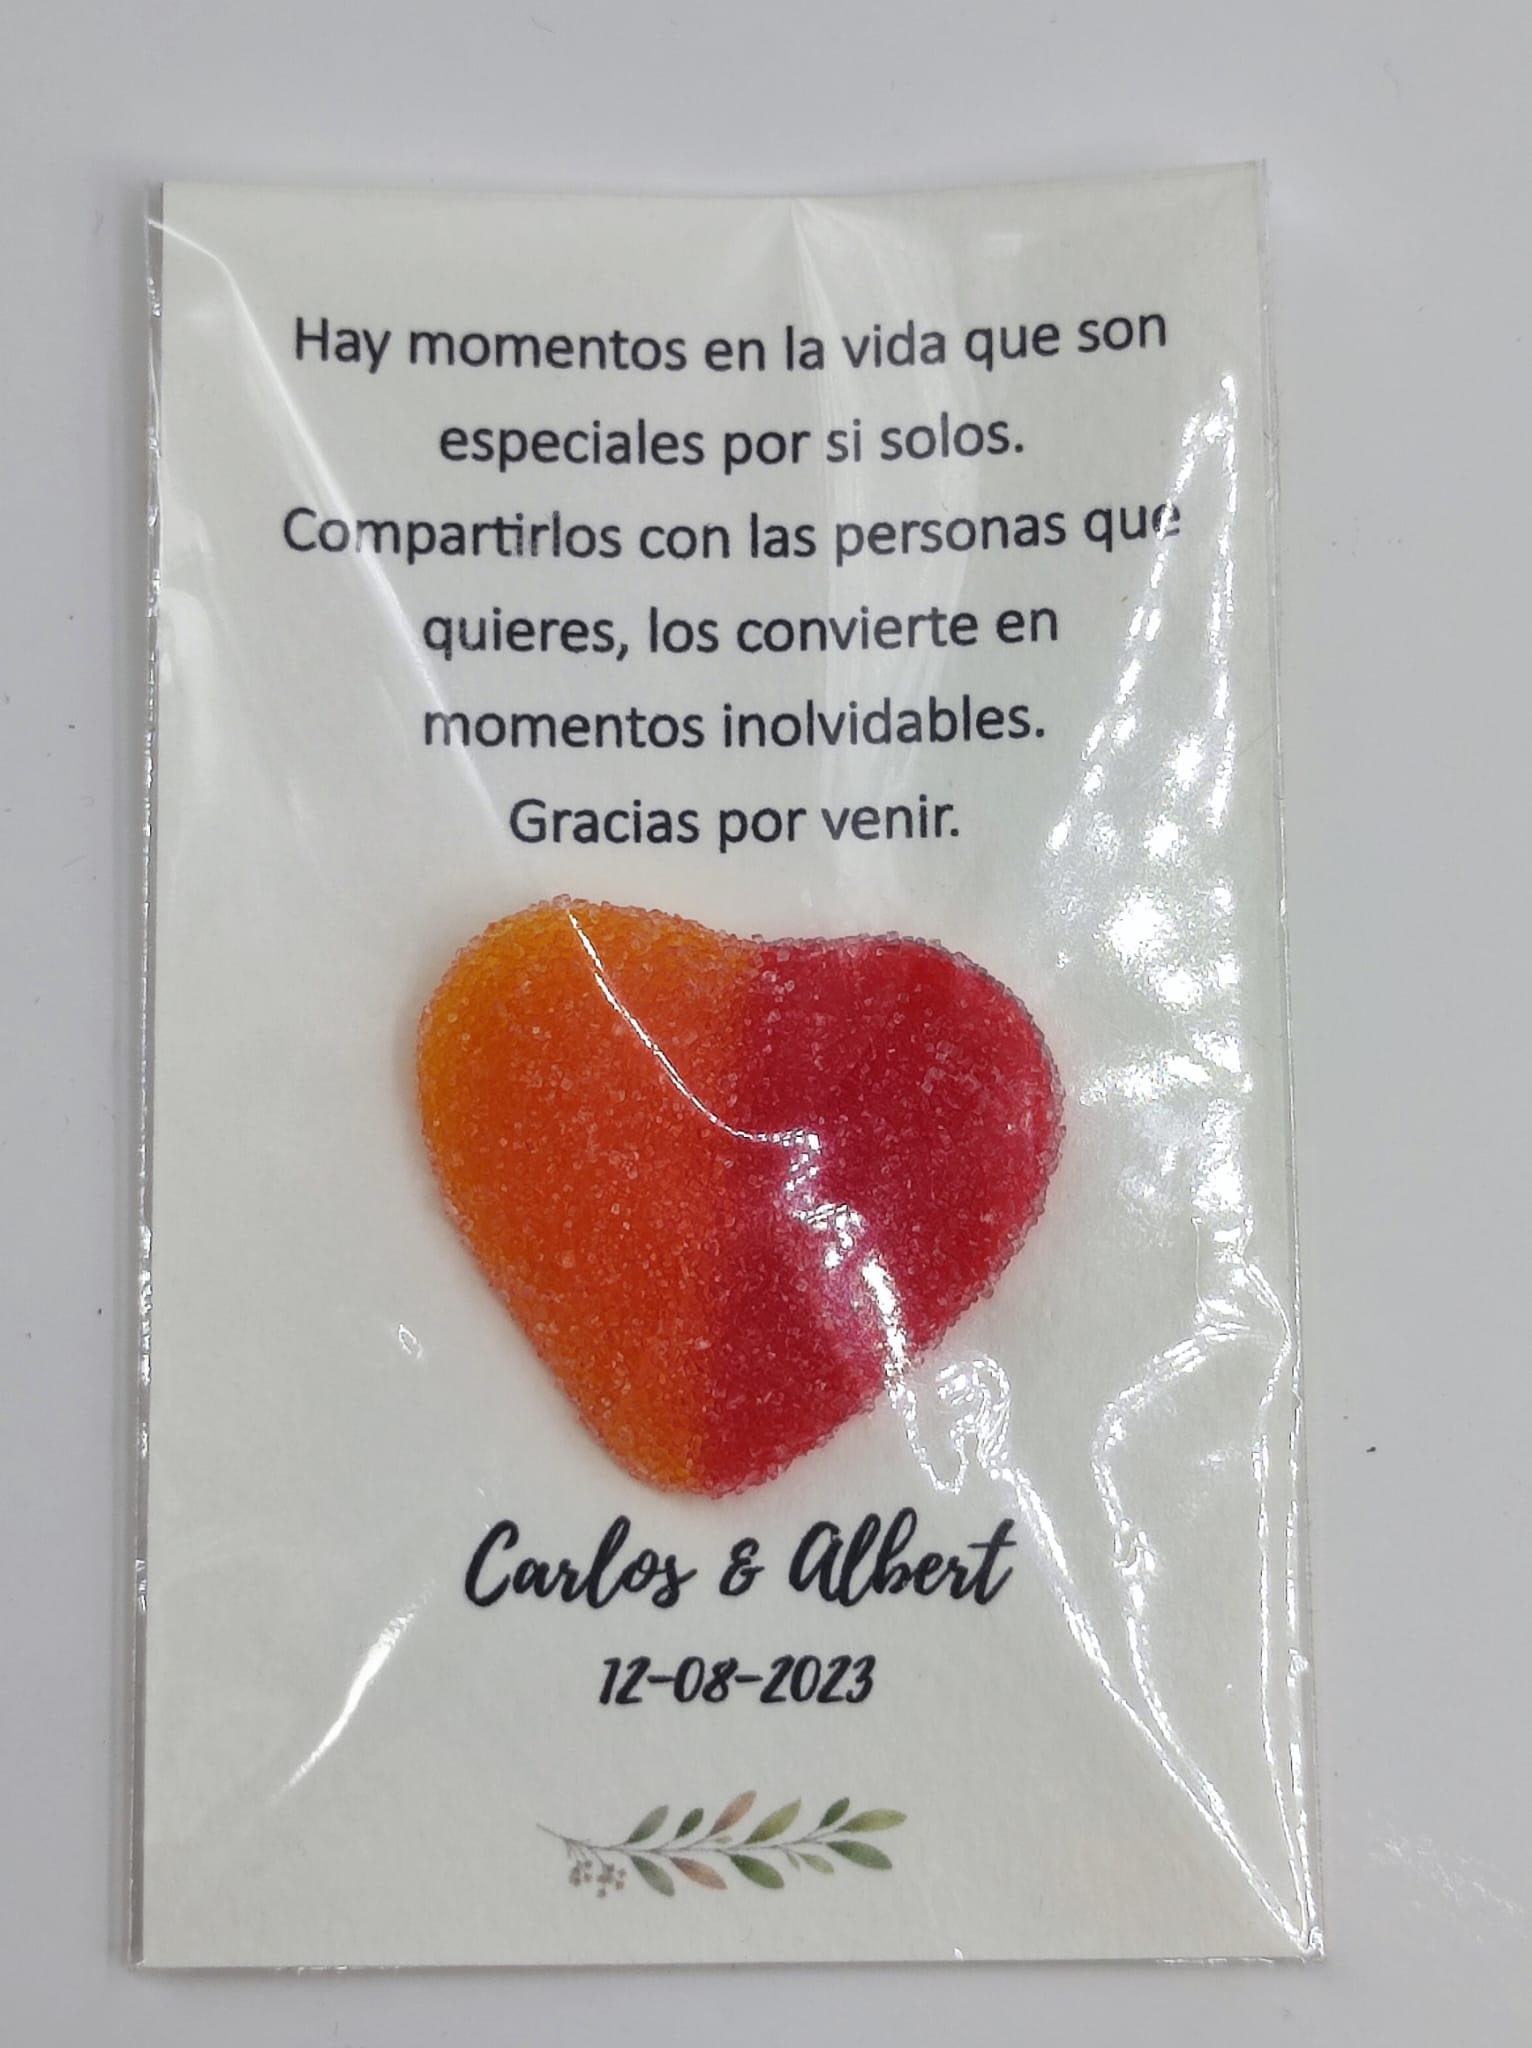 Hay momentos en la vida que son
especiales por si solos.
Compartirlos con las personas que
quieres, los convierte en
momentos inolvidables.
Gracias por venir.
Carlos & Albert
12-08-2023